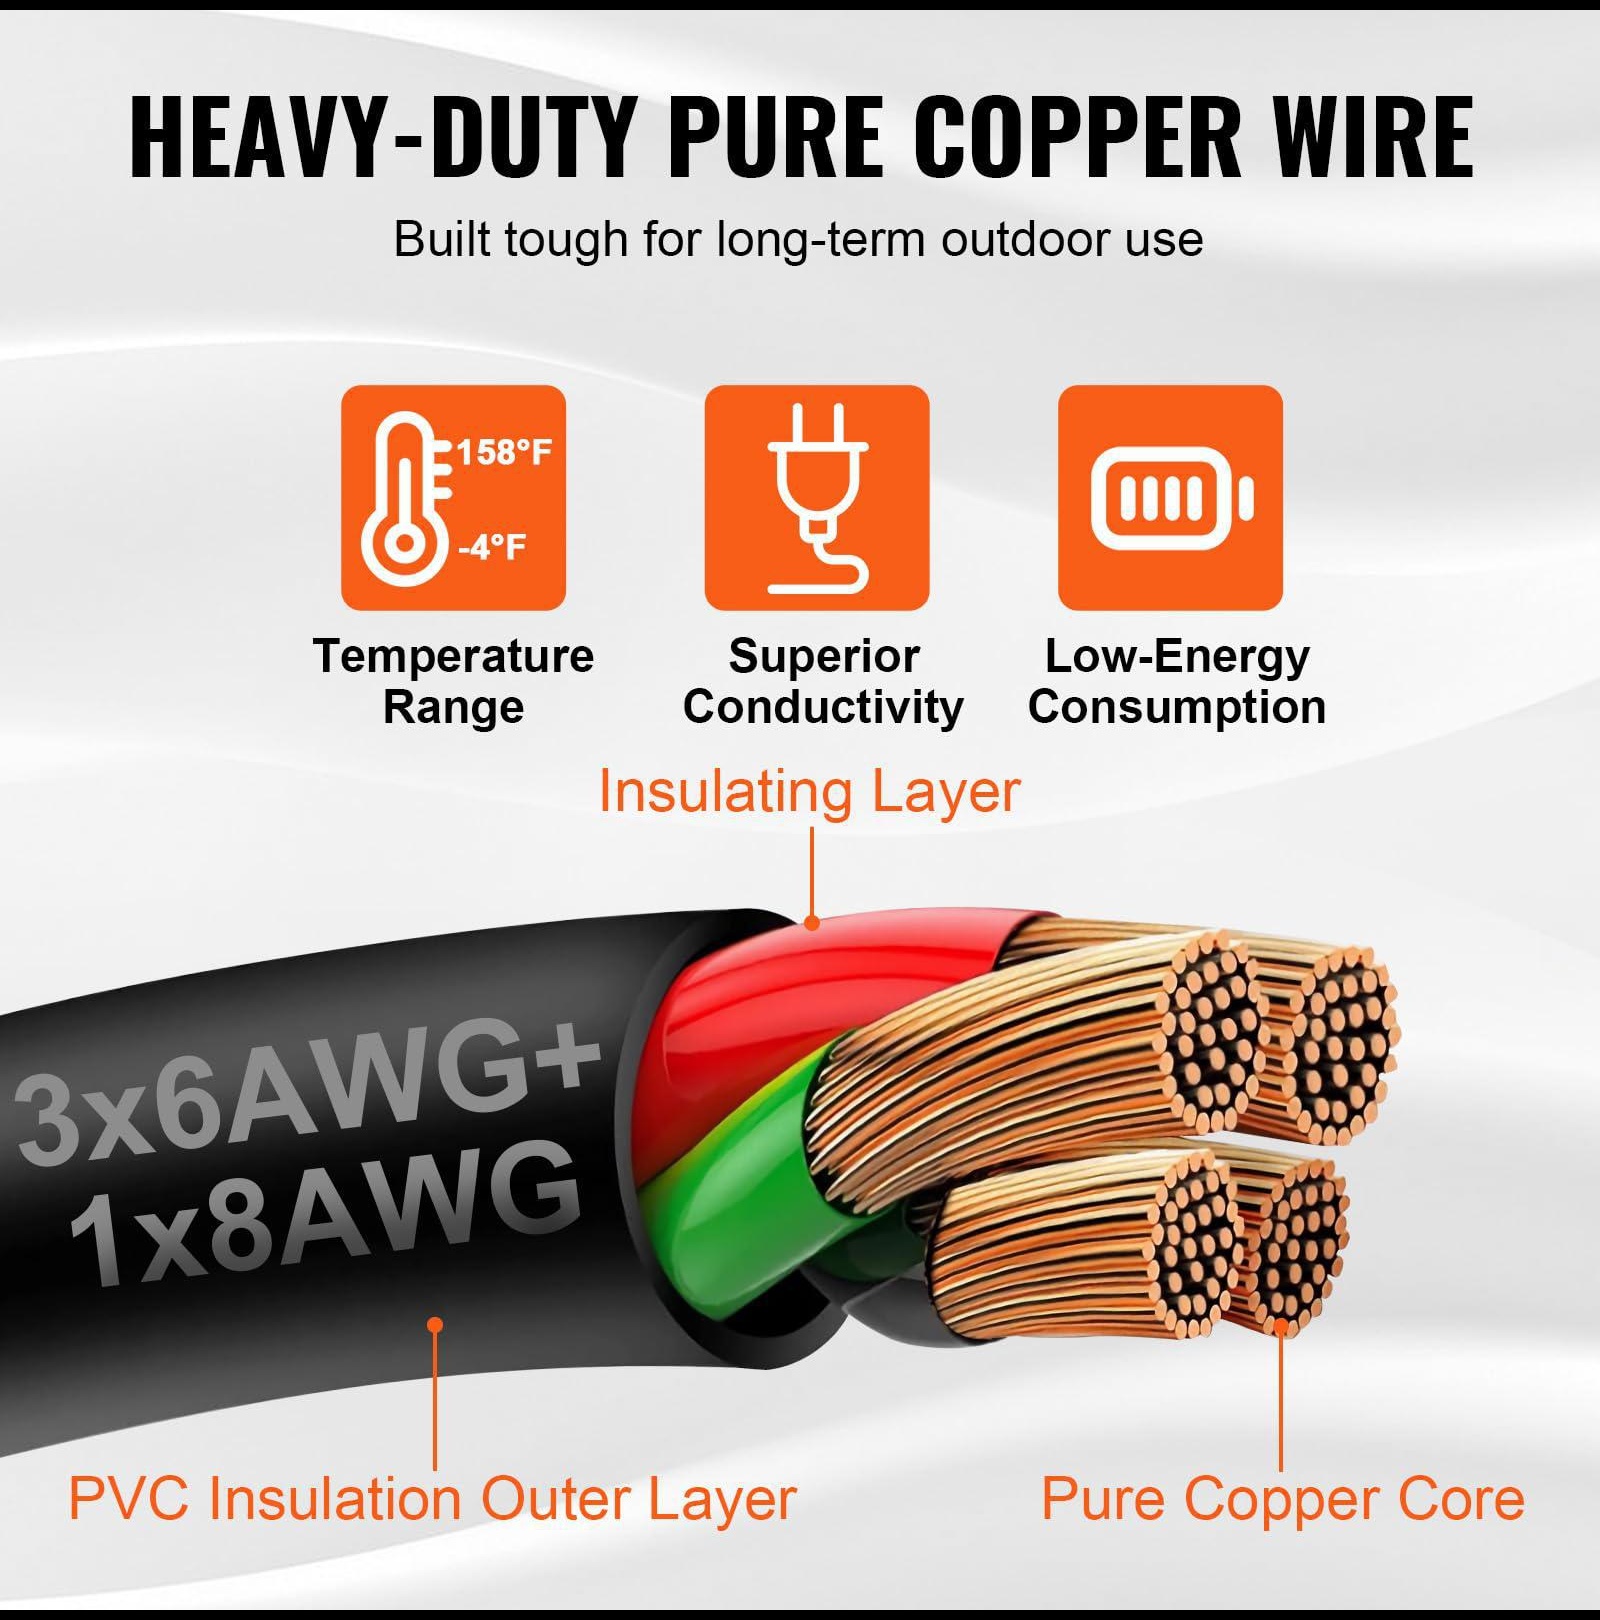 HEAVY-DUTY PURE COPPER WIRE
Built tough for long-term outdoor use
158°F
-4°F
Temperature
Range
Superior
Conductivity
Low-Energy
Consumption
Insulating Layer
3x6AWG+
1x8AWG
PVC Insulation Outer Layer
Pure Copper Core